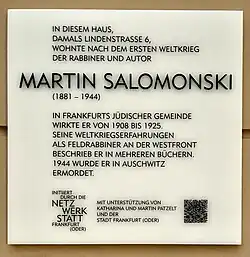 IN DIESEM HAUS,
DAMALS LINDENSTRASSE 6,
WOHNTE NACH DEM ERSTEN WELTKRIEG
DER RABBINER UND AUTOR
MARTIN SALOMONSKI
(1881 – 1944)
IN FRANKFURTS JÜDISCHER GEMEINDE
WIRKTE ER VON 1908 BIS 1925.
SEINE WELTKRIEGSERFAHRUNGEN
ALS FELDRABBINER AN DER WESTFRONT
BESCHRIEB ER IN MEHREREN BÜCHERN.
1944 WURDE ER IN AUSCHWITZ
ERMORDET.
INITIIERT
DURCH DIE
NETZ
WERK
STATT
FRANKFURT
(ODER)
MIT UNTERSTÜTZUNG VON
KATHARINA UND MARTIN PATZELT
UND DER
STADT FRANKFURT (ODER)